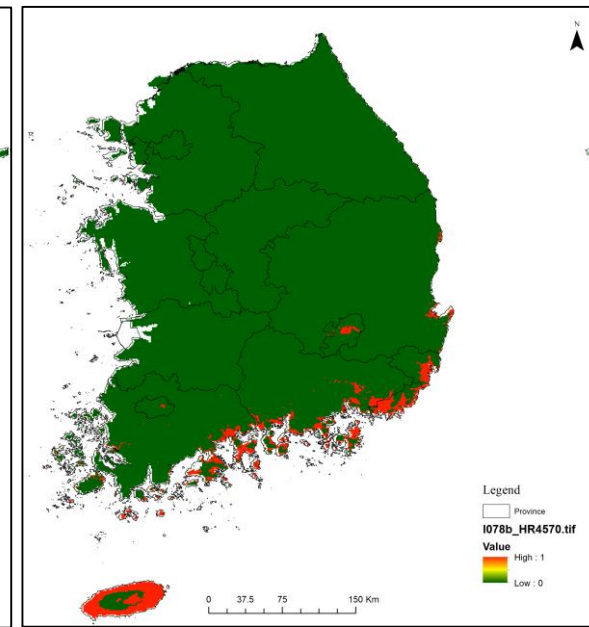 N
Legend
Province
I078b_HR4570.tif
Value
High : 1
Low : 0
0 37.5 75 150 Km